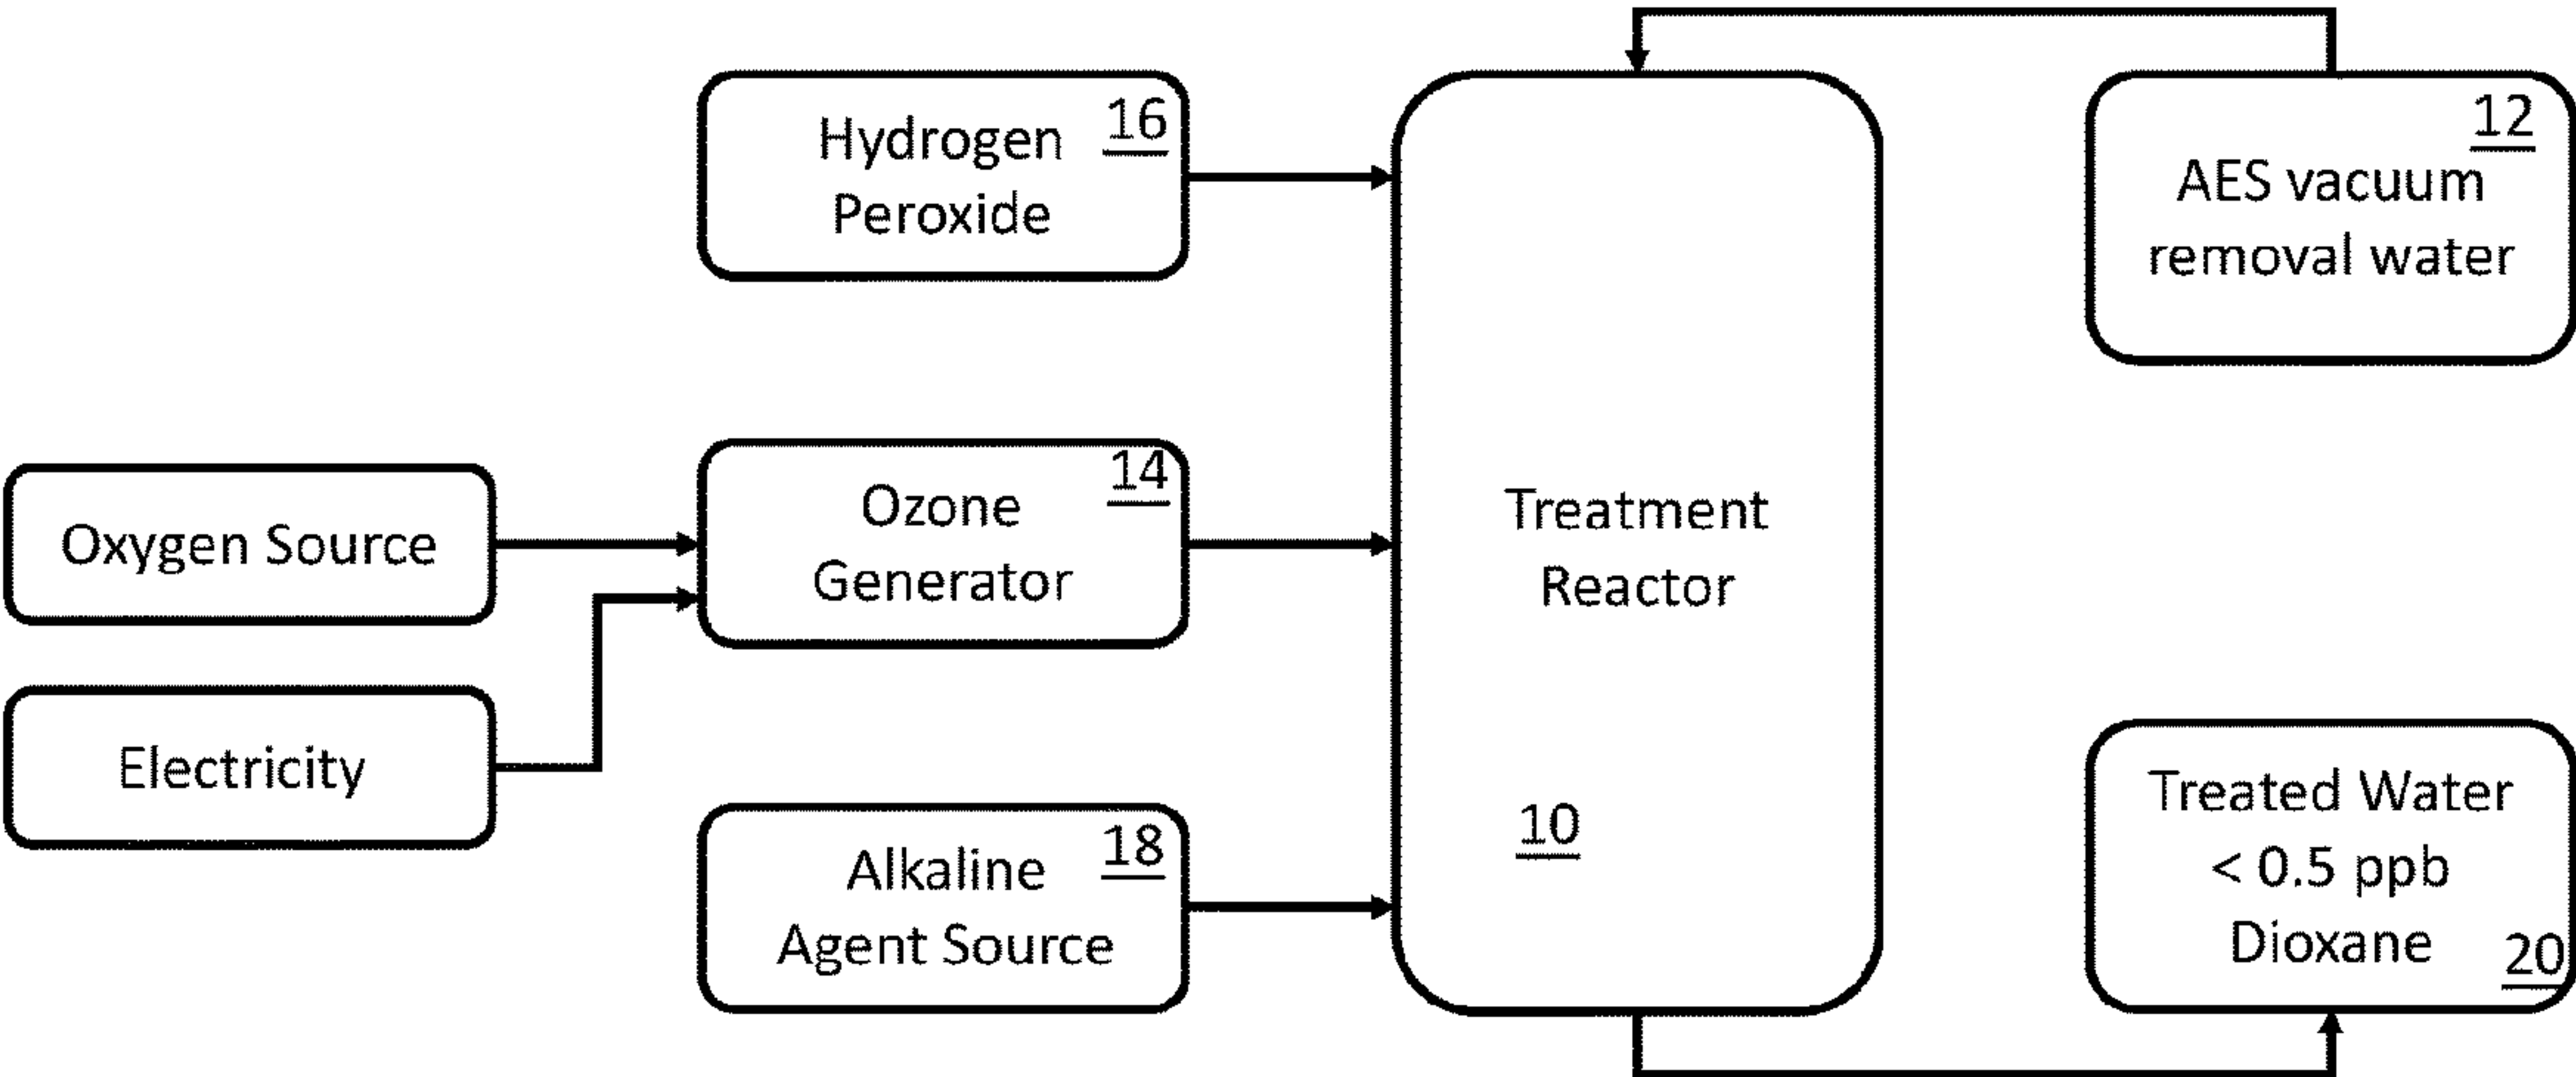 16
Hydrogen
Peroxide
12
AES vacuum
removal water
14
Ozone
Generator
Oxygen Source
Electricity
Treatment
Reactor
10
18
Alkaline
Agent Source
Treated Water
< 0.5 ppb
Dioxane
20